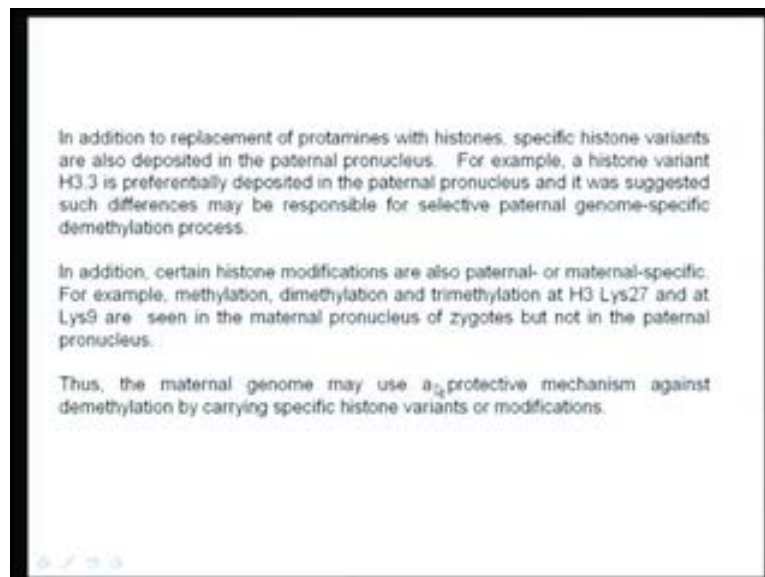 In addition to replacement of protamines with histones, specific histone variants
are also deposited in the paternal pronucleus. For example, a histone variant
H3.3 is preferentially deposited in the paternal pronucleus and it was suggested
such differences may be responsible for selective paternal genome-specific
demethylation process.
In addition, certain histone modifications are also paternal- or maternal-specific.
For example, methylation, dimethylation and trimethylation at H3 Lys27 and at
Lys9 are seen in the maternal pronucleus of zygotes but not in the paternal
pronucleus.
Thus, the maternal genome may use a protective mechanism against
demethylation by carrying specific histone variants or modifications.